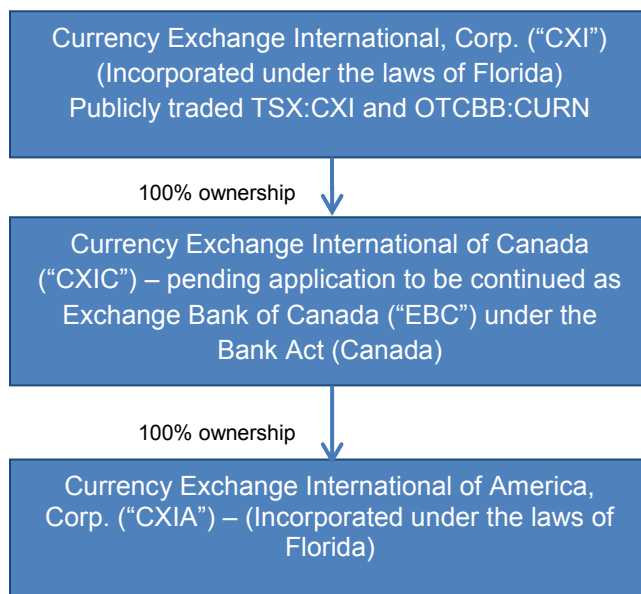 Currency Exchange International, Corp. (“CXI”)
(Incorporated under the laws of Florida)
Publicly traded TSX:CXI and OTCBB:CURN
100% ownership
Currency Exchange International of Canada
(“CXIC”) – pending application to be continued as
Exchange Bank of Canada (“EBC”) under the
Bank Act (Canada)
100% ownership
Currency Exchange International of America,
Corp. (“CXIA”) – (Incorporated under the laws of
Florida)